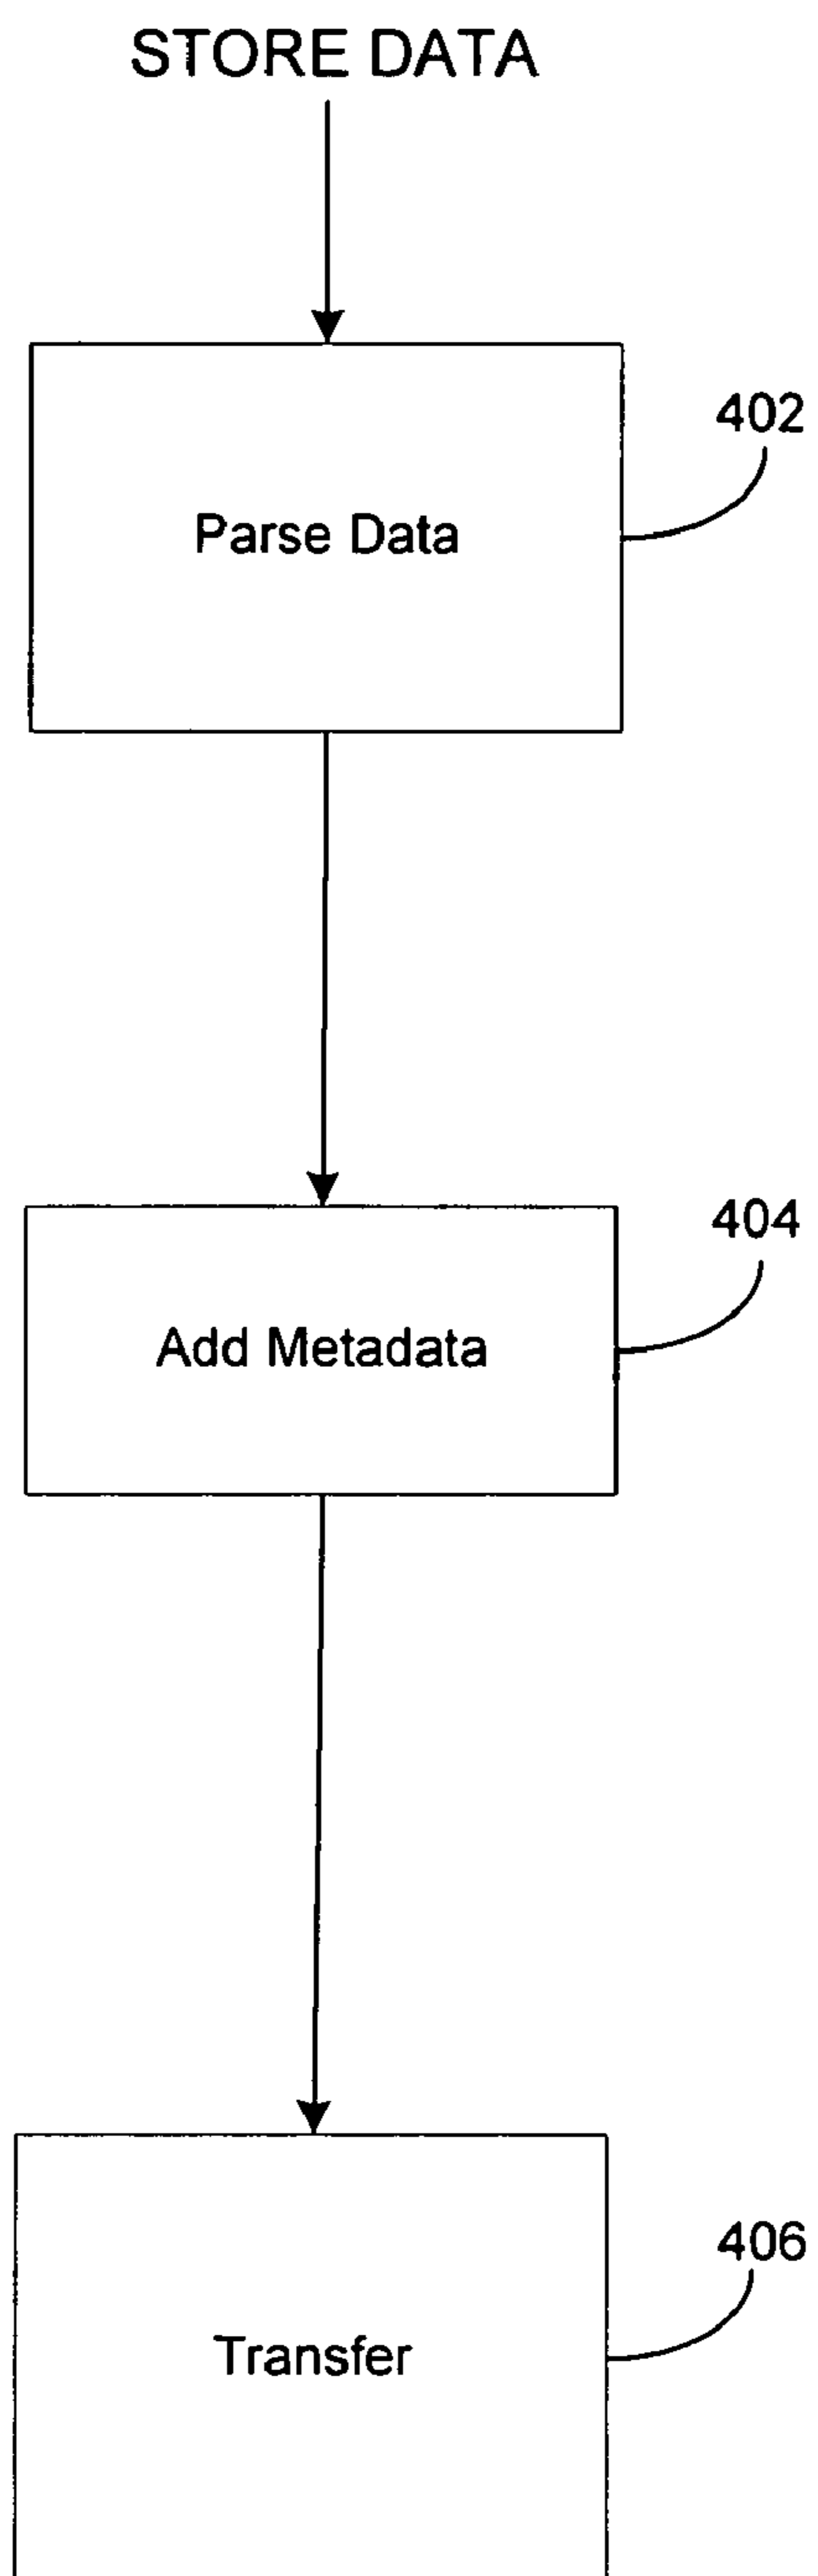 STORE DATA
402
Parse Data
404
Add Metadata
406
Transfer